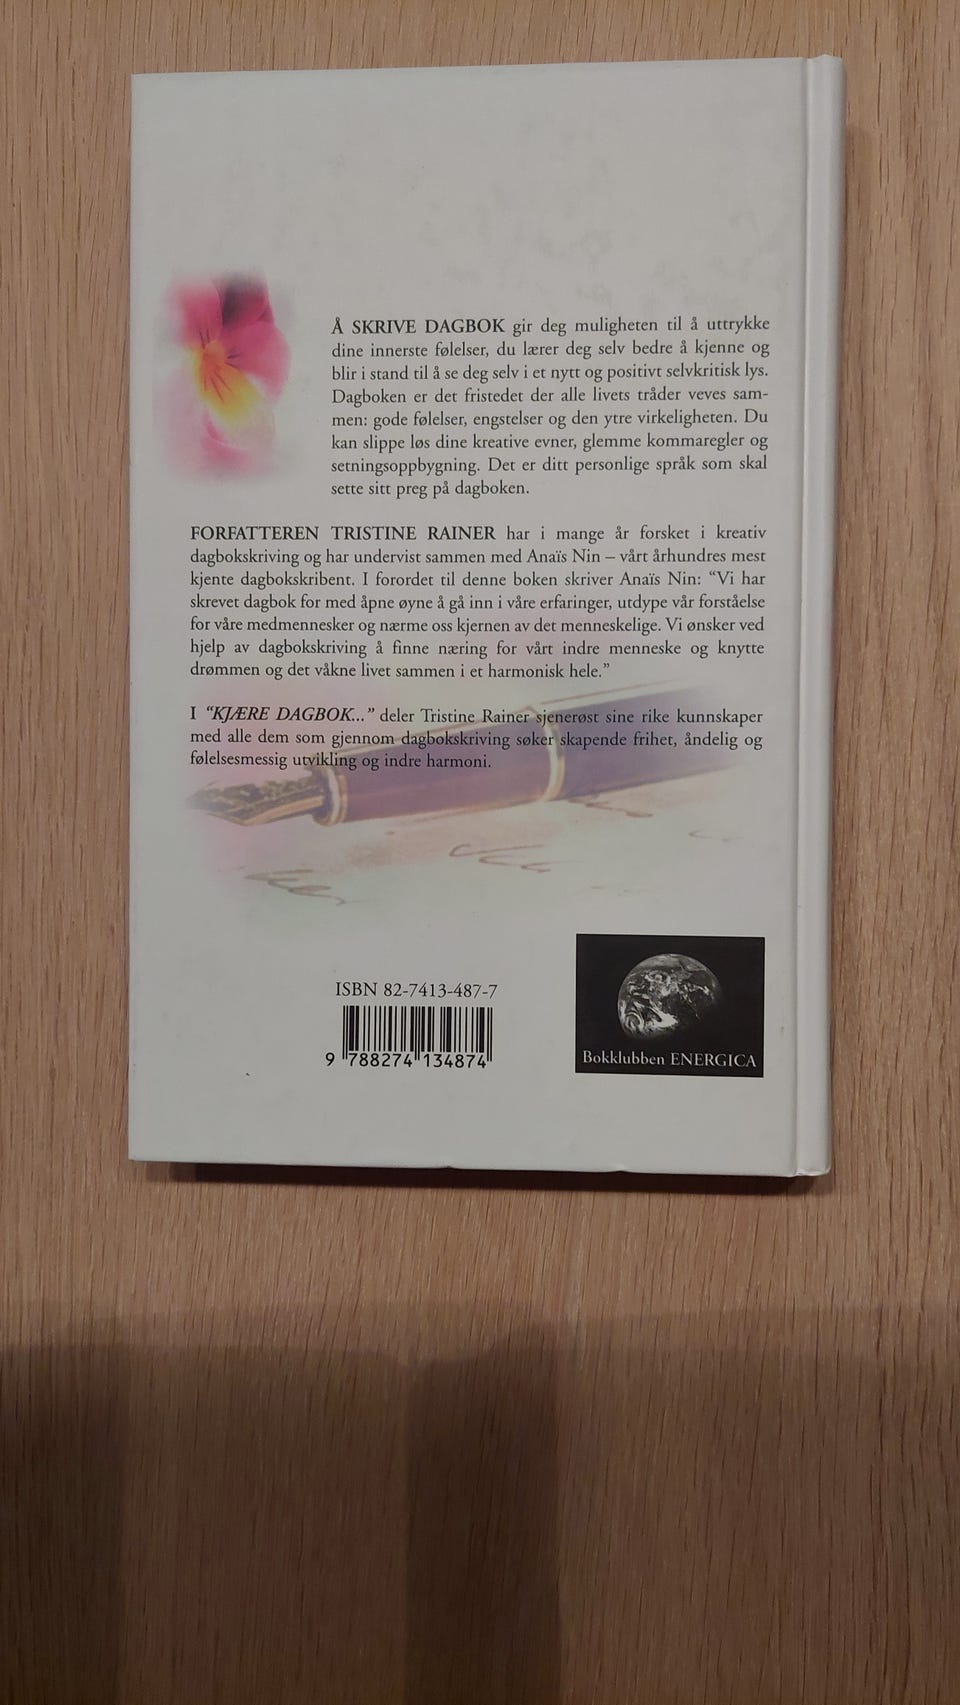 Å SKRIVE DAGBOK gir deg muligheten til å uttrykke
dine innerste følelser, du lærer deg selv bedre å kjenne og
blir i stand til å se deg selv i et nytt og positivt selvkritisk lys.
Dagboken er det fristedet der alle livets tråder veves sam-
men: gode følelser, engstelser og den ytre virkeligheten. Du
kan slippe løs dine kreative evner, glemme kommaregler og
setningsoppbygning. Det er ditt personlige språk som skal
sette sitt preg på dagboken.
FORFATTEREN TRISTINE RAINER har i mange år forsket i kreativ
dagbokskriving og har undervist sammen med Anaïs Nin – vårt århundres mest
kjente dagbokskribent. I forordet til denne boken skriver Anaïs Nin: “Vi har
skrevet dagbok for med åpne øyne å gå inn i våre erfaringer, utdype vår forståelse
for våre medmennesker og nærme oss kjernen av det menneskelige. Vi ønsker ved
hjelp av dagbokskriving å finne næring for vårt indre menneske og knytte
drømmen og det våkne livet sammen i et harmonisk hele.”
I “KJÆRE DAGBOK...” deler Tristine Rainer sjenerøst sine rike kunnskaper
med alle dem som gjennom dagbokskriving søker skapende frihet, åndelig og
følelsesmessig utvikling og indre harmoni.
ISBN 82-7413-487-7
9 788274 134874
Bokklubben ENERGICA